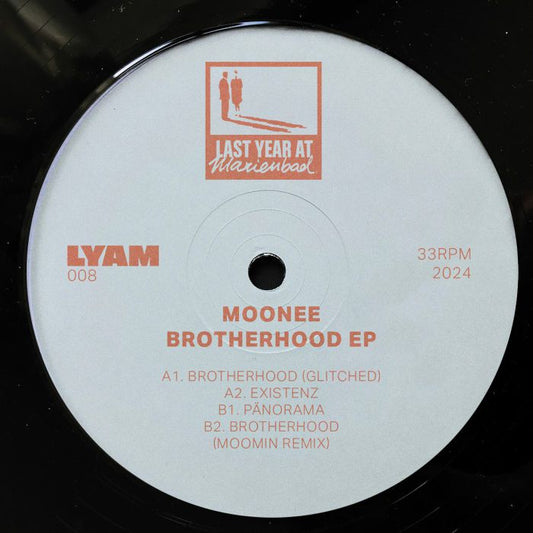 LAST YEAR AT
Marienbad
LYAM
008
33RPM
2024
MOONEE
BROTHERHOOD EP
A1. BROTHERHOOD (GLITCHED)
A2. EXISTENZ
B1. PÄNORAMA
B2. BROTHERHOOD
(MOOMIN REMIX)